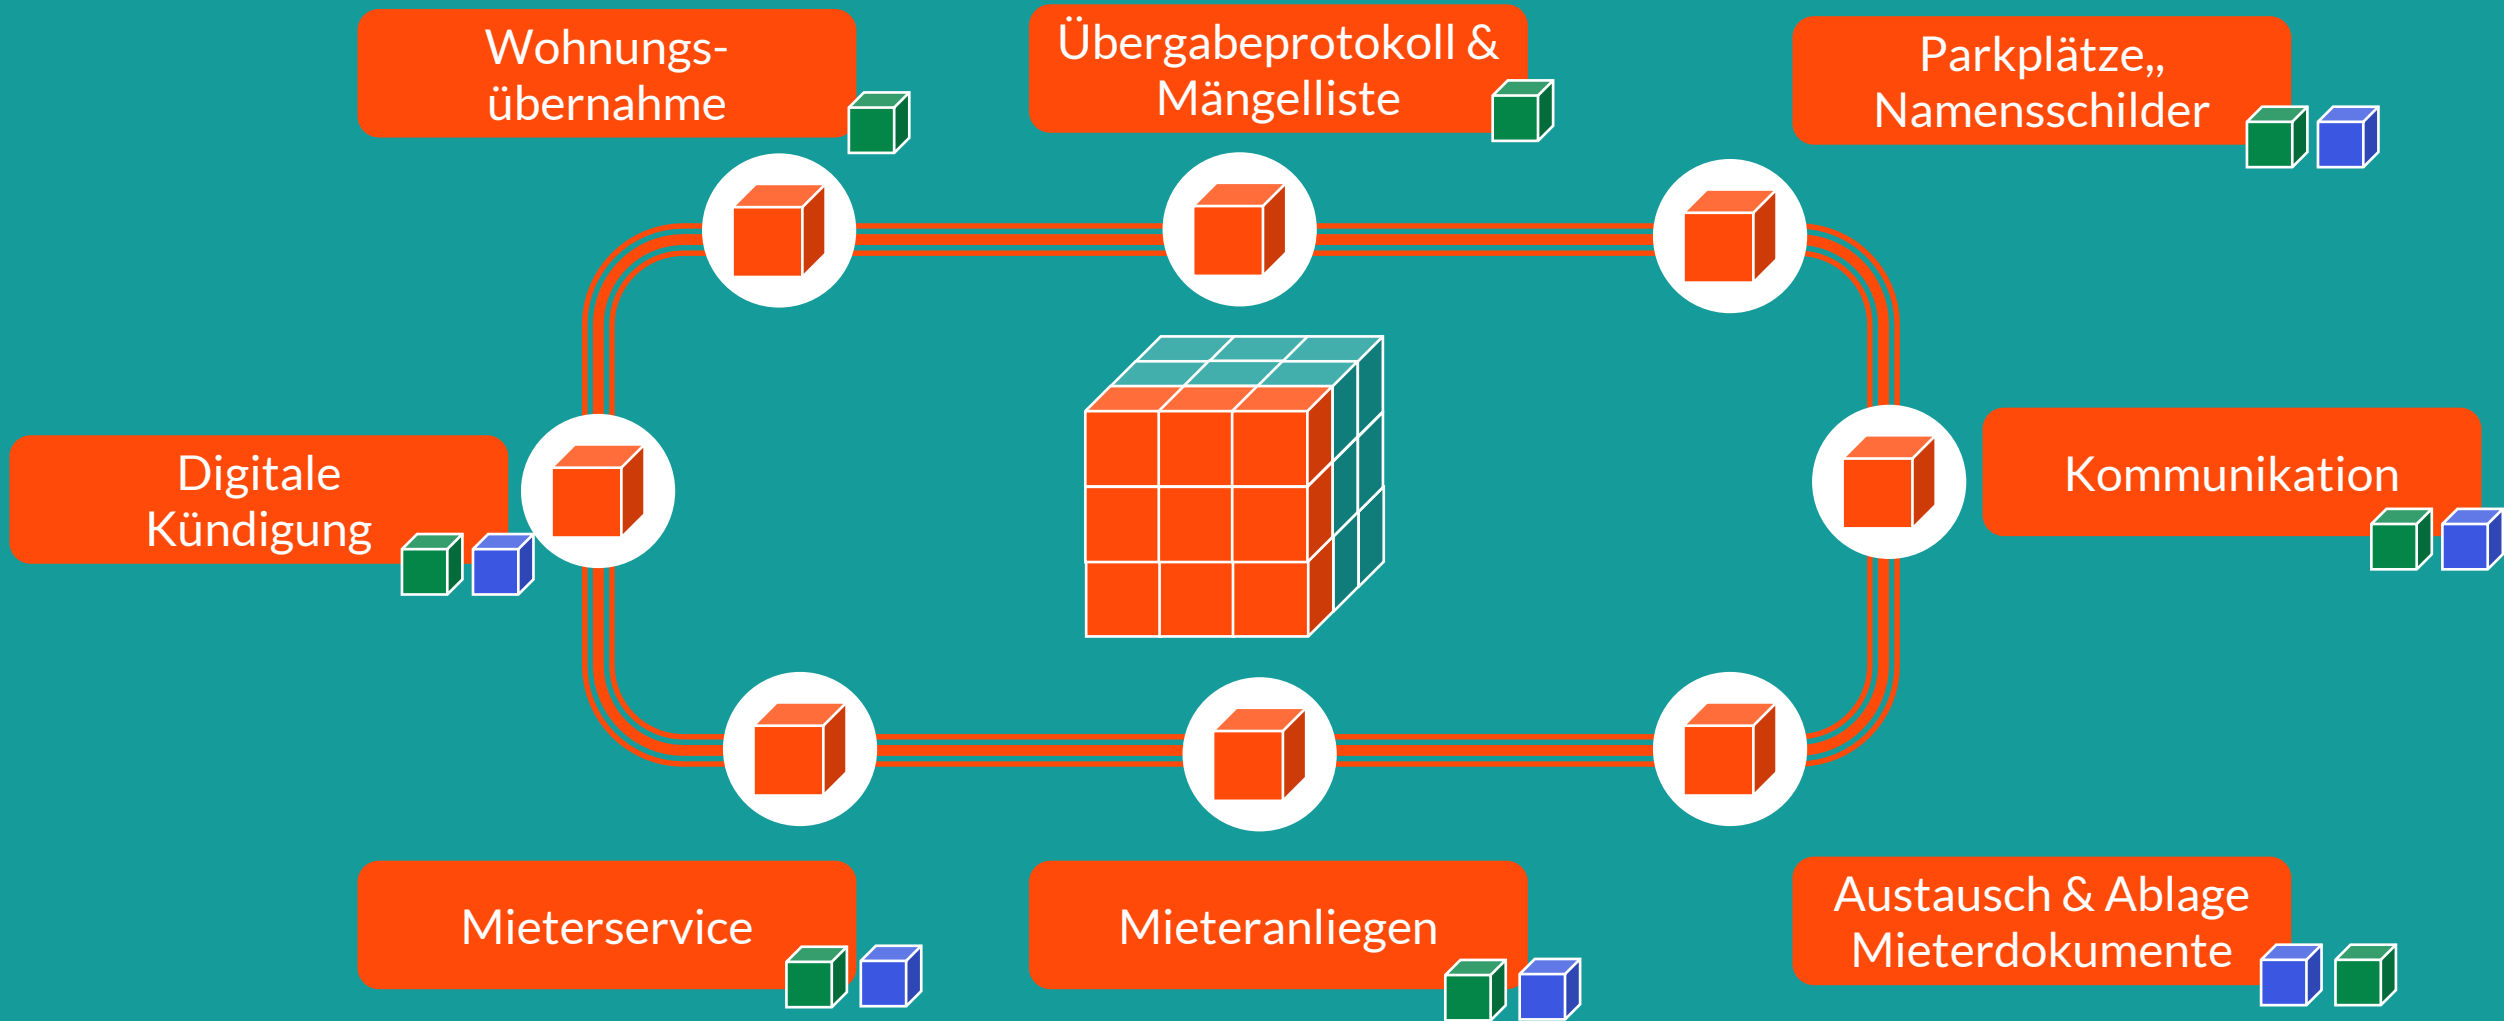 Wohnungs-
übernahme
Übergabeprotokoll &
Mängelliste
Parkplätze,,
Namensschilder
Digitale
Kündigung
Kommunikation
Mieterservice
Mieteranliegen
Austausch & Ablage
Mieterdokumente